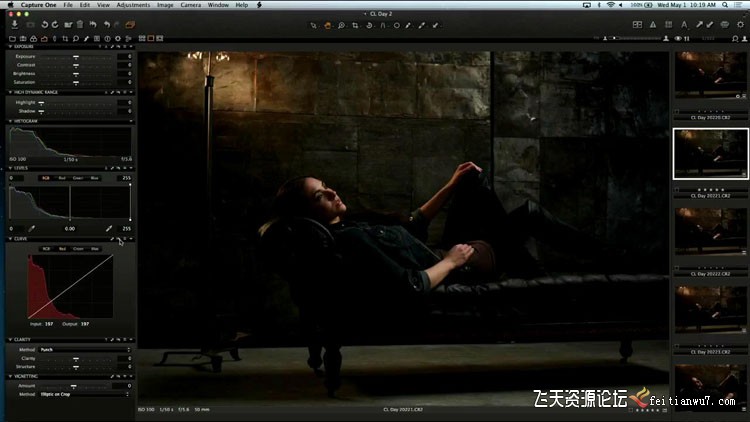 Capture One File Edit View Adjustments Image Camera Window Help
100% Wed May 1 10:19 AM
CL Day 2
EXPOSURE
Exposure 0
Contrast 0
Brightness 0
Saturation 0
HIGH DYNAMIC RANGE
Highlight 0
Shadow 0
HISTOGRAM
ISO 100 1/50 s f/5.6
LEVELS
0 RGB Red Green Blue 255
0 0.00 255
CURVE
RGB Red Green Blue
Input 197 Output 197
CLARITY
Method Punch
Clarity 0
Structure 0
VIGNETTING
Amount 0
Method Elliptic on Crop
ISO 100 1/50 s f/5.6 50 mm
CL Day 20221.CR2
CL Day 20220.CR2
CL Day 20221.CR2
CL Day 20222.CR2
CL Day 20223.CR2
飞天资源论坛 feitianwu7.com